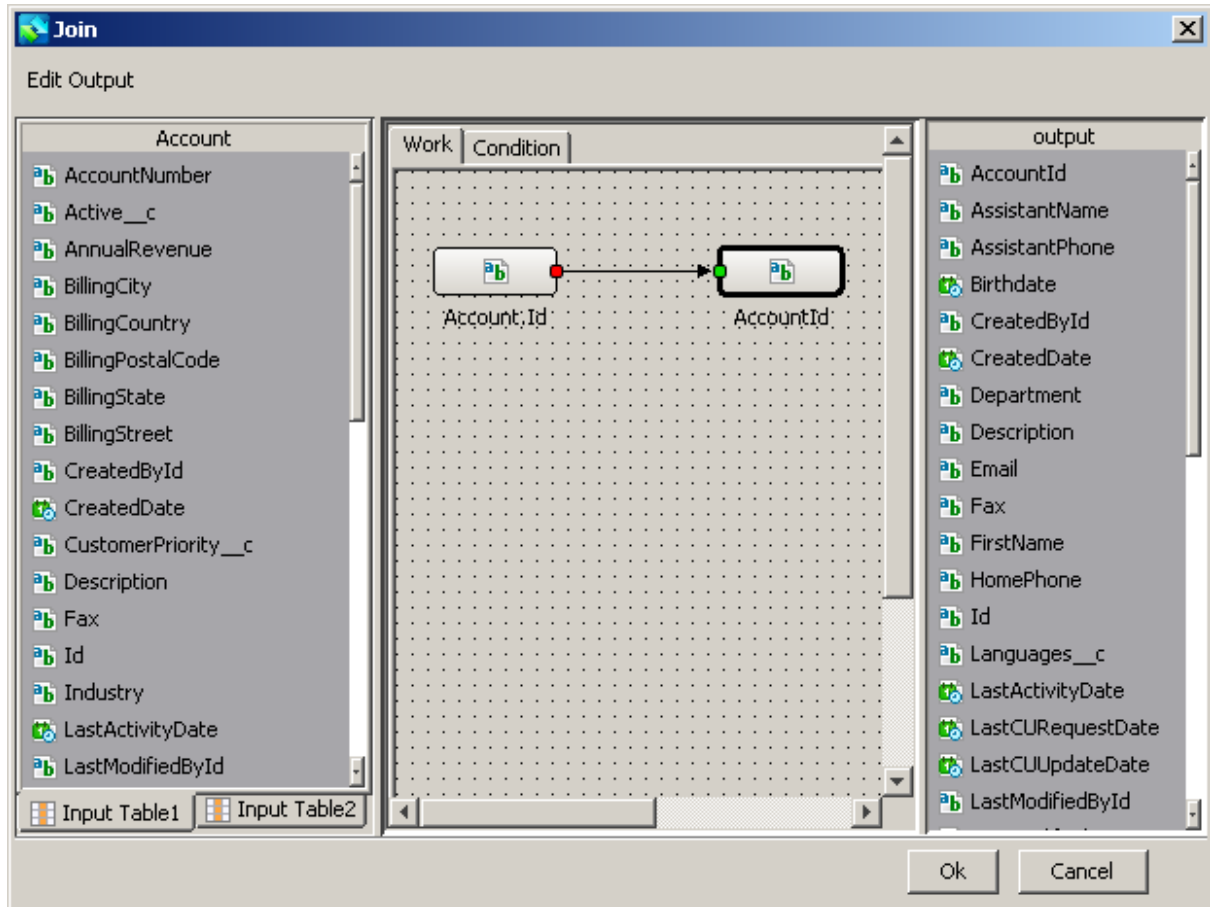 Join
Edit Output
Account
AccountNumber
Active__c
AnnualRevenue
BillingCity
BillingCountry
BillingPostalCode
BillingState
BillingStreet
CreatedById
CreatedDate
CustomerPriority__c
Description
Fax
Id
Industry
LastActivityDate
LastModifiedById
Input Table1
Input Table2
Work
Condition
Account.Id
AccountId
output
AccountId
AssistantName
AssistantPhone
Birthdate
CreatedById
CreatedDate
Department
Description
Email
Fax
FirstName
HomePhone
Id
Languages__c
LastActivityDate
LastCURequestDate
LastCUUpdateDate
LastModifiedById
Ok
Cancel